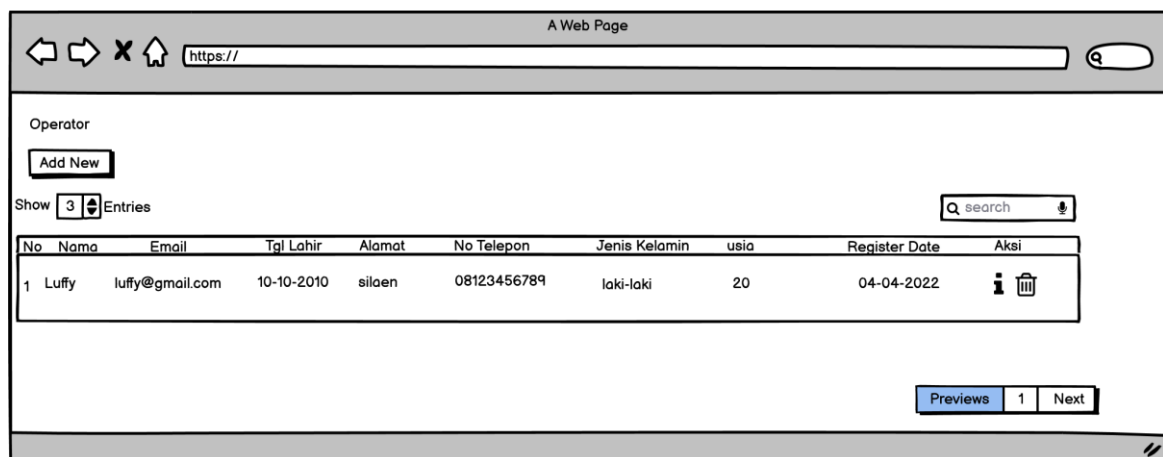 A Web Page
https://
Operator
Add New
Show 3 Entries
search
No Nama Email Tgl Lahir Alamat No Telepon Jenis Kelamin usia Register Date Aksi
1 Luffy luffy@gmail.com 10-10-2010 silaen 08123456789 laki-laki 20 04-04-2022
Previews 1 Next